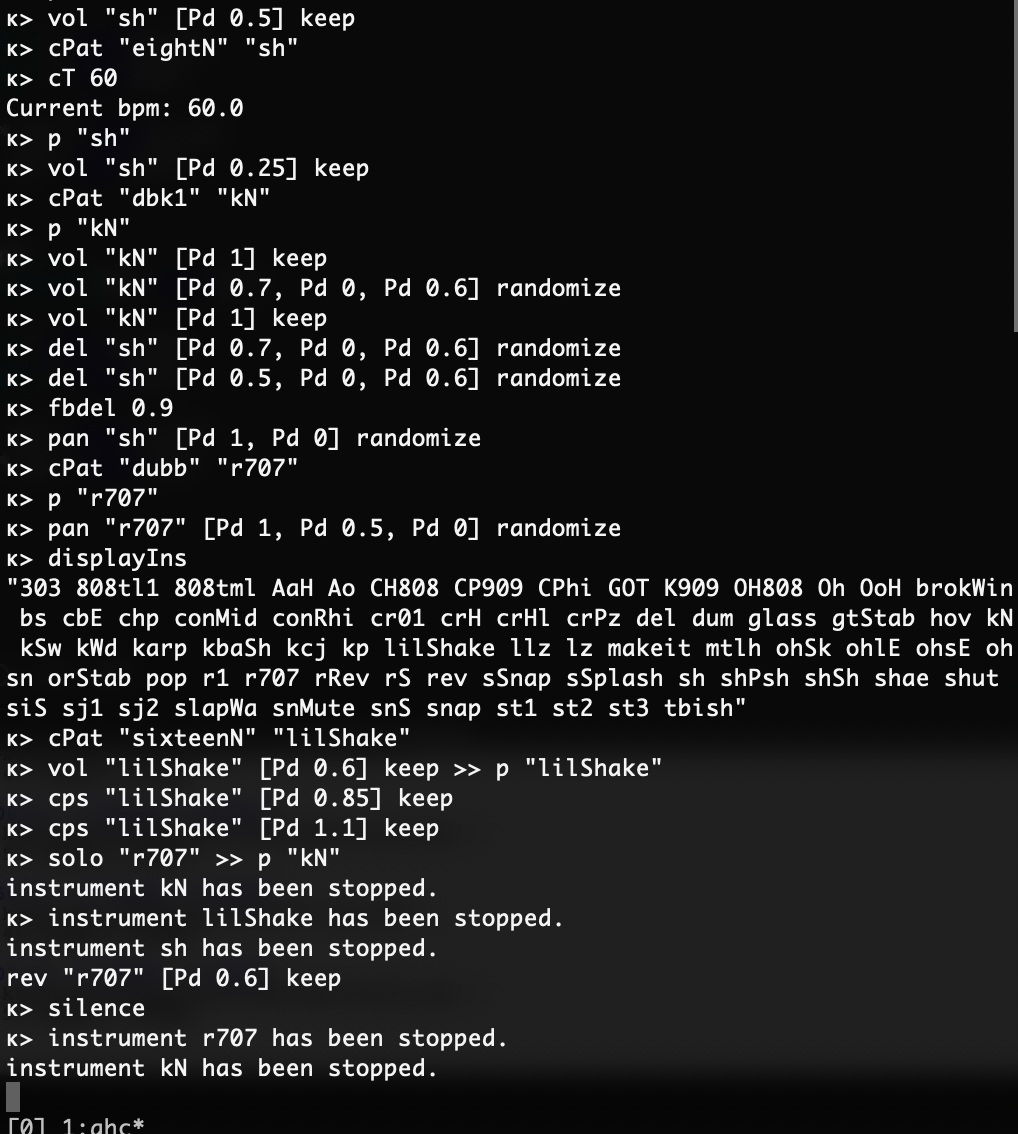 κ> vol "sh" [Pd 0.5] keep
κ> cPat "eightN" "sh"
κ> cT 60
Current bpm: 60.0
κ> p "sh"
κ> vol "sh" [Pd 0.25] keep
κ> cPat "dbk1" "kN"
κ> p "kN"
κ> vol "kN" [Pd 1] keep
κ> vol "kN" [Pd 0.7, Pd 0, Pd 0.6] randomize
κ> vol "kN" [Pd 1] keep
κ> del "sh" [Pd 0.7, Pd 0, Pd 0.6] randomize
κ> del "sh" [Pd 0.5, Pd 0, Pd 0.6] randomize
κ> fbdel 0.9
κ> pan "sh" [Pd 1, Pd 0] randomize
κ> cPat "dubb" "r707"
κ> p "r707"
κ> pan "r707" [Pd 1, Pd 0.5, Pd 0] randomize
κ> displayIns
"303 808tl1 808tml AaH Ao CH808 CP909 CPhi GOT K909 OH808 Oh OoH brokWin
bs cbE chp conMid conRhi cr01 crH crHl crPz del dum glass gtStab hov kN
kSw kWd karp kbaSh kcj kp lilShake llz lz makeit mtlh ohSk ohlE ohsE oh
sn orStab pop r1 r707 rRev rS rev sSnap sSplash sh shPsh shSh shae shut
siS sj1 sj2 slapWa snMute snS snap st1 st2 st3 tbish"
κ> cPat "sixteenN" "lilShake"
κ> vol "lilShake" [Pd 0.6] keep >> p "lilShake"
κ> cps "lilShake" [Pd 0.85] keep
κ> cps "lilShake" [Pd 1.1] keep
κ> solo "r707" >> p "kN"
instrument kN has been stopped.
κ> instrument lilShake has been stopped.
instrument sh has been stopped.
rev "r707" [Pd 0.6] keep
κ> silence
κ> instrument r707 has been stopped.
instrument kN has been stopped.
[0] 1:ghc*